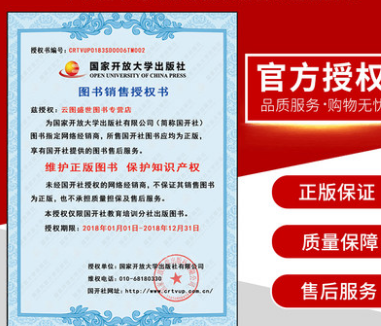 授权书编号：CRTVUP0183SD0006TM002
国家开放大学出版社
OPEN UNIVERSITY OF CHINA PRESS
图书销售授权书
兹授权：云图盛世图书专营店
为国家开放大学出版社有限公司（简称国开社）
图书指定网络经销商，所售国开社图书应均为正版，
享有国开社提供的图书售后服务。
维护正版图书 保护知识产权
未经国开社授权的网络经销商，不保证其销售图书
为正版，也不承担质量担保及售后服务。
本授权仅限国开社教育培训分社出版图书。
授权期限：2018年01月01日-2018年12月31日
授权单位：国家开放大学出版社有限公司
防伪电话：010-68180330
国开社网址：http://www.crtvup.com.cn/
官方授权
品质服务·购物无忧
正版保证
质量保障
售后服务